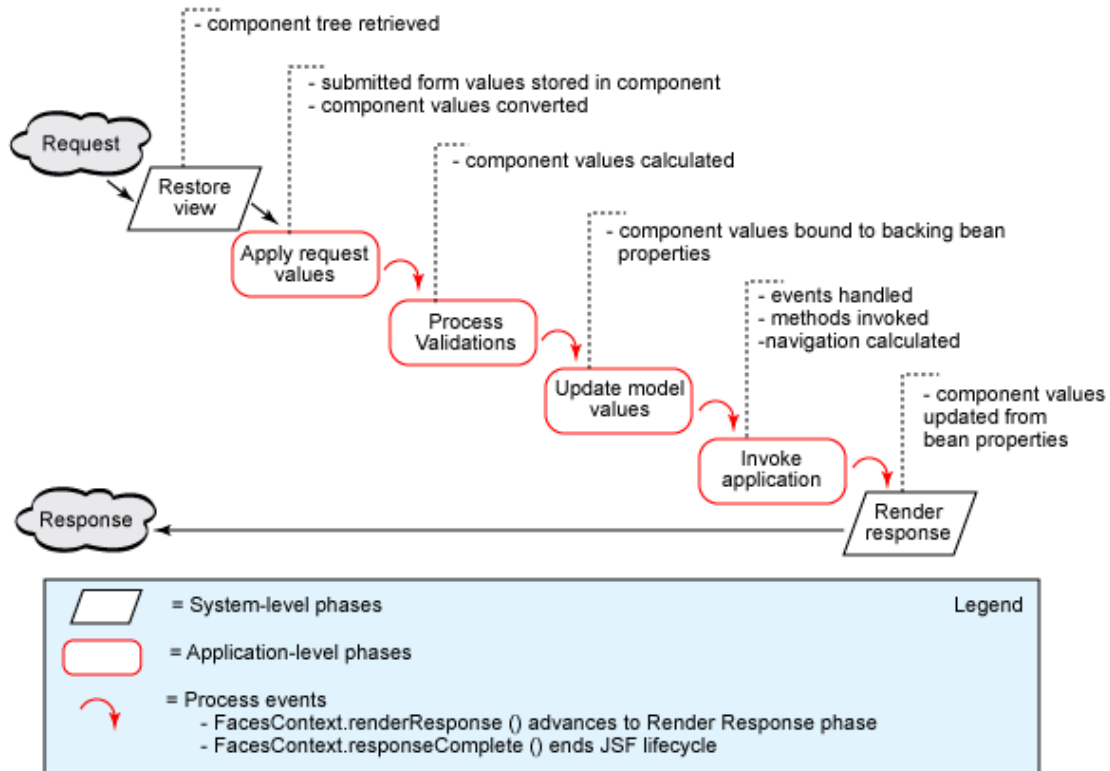 - component tree retrieved
- submitted form values stored in component
- component values converted
Request
- component values calculated
Restore
view
- component values bound to backing bean
properties
Apply request
values
- events handled
- methods invoked
-navigation calculated
Process
Validations
Update model
values
- component values
updated from
bean properties
Invoke
application
Response
Render
response
= System-level phases
Legend
= Application-level phases
= Process events
- FacesContext.renderResponse () advances to Render Response phase
- FacesContext.responseComplete () ends JSF lifecycle